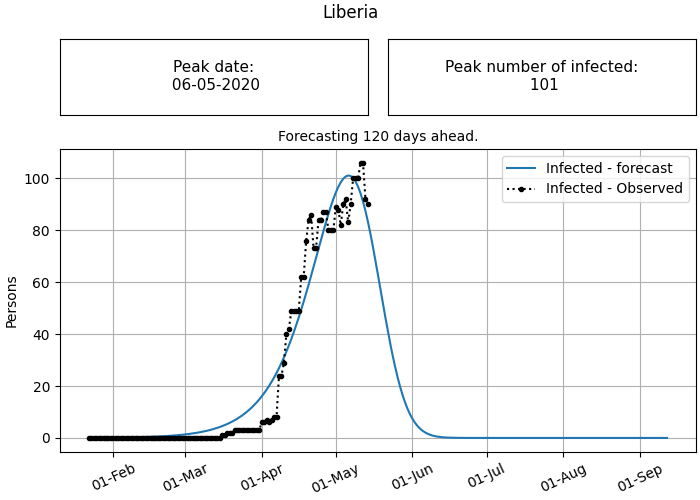 Liberia
Peak date:
06-05-2020
Peak number of infected:
101
Forecasting 120 days ahead.
Infected - forecast
Infected - Observed
Persons
100
80
60
40
20
0
01-Feb
01-Mar
01-Apr
01-May
01-Jun
01-Jul
01-Aug
01-Sep